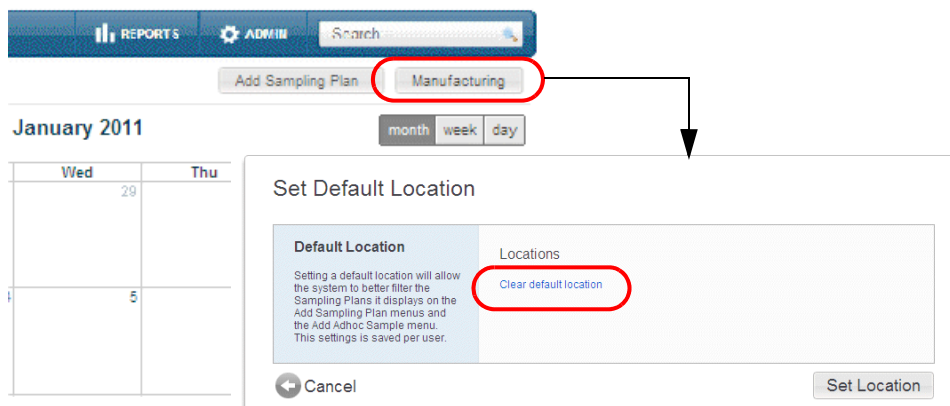 REPORTS ADMIN Search
Add Sampling Plan Manufacturing
January 2011
month week day
Wed Thu
29
5
Set Default Location
Default Location
Setting a default location will allow
the system to better filter the
Sampling Plans it displays on the
Add Sampling Plan menus and
the Add Adhoc Sample menu.
This settings is saved per user.
Locations
Clear default location
Cancel
Set Location